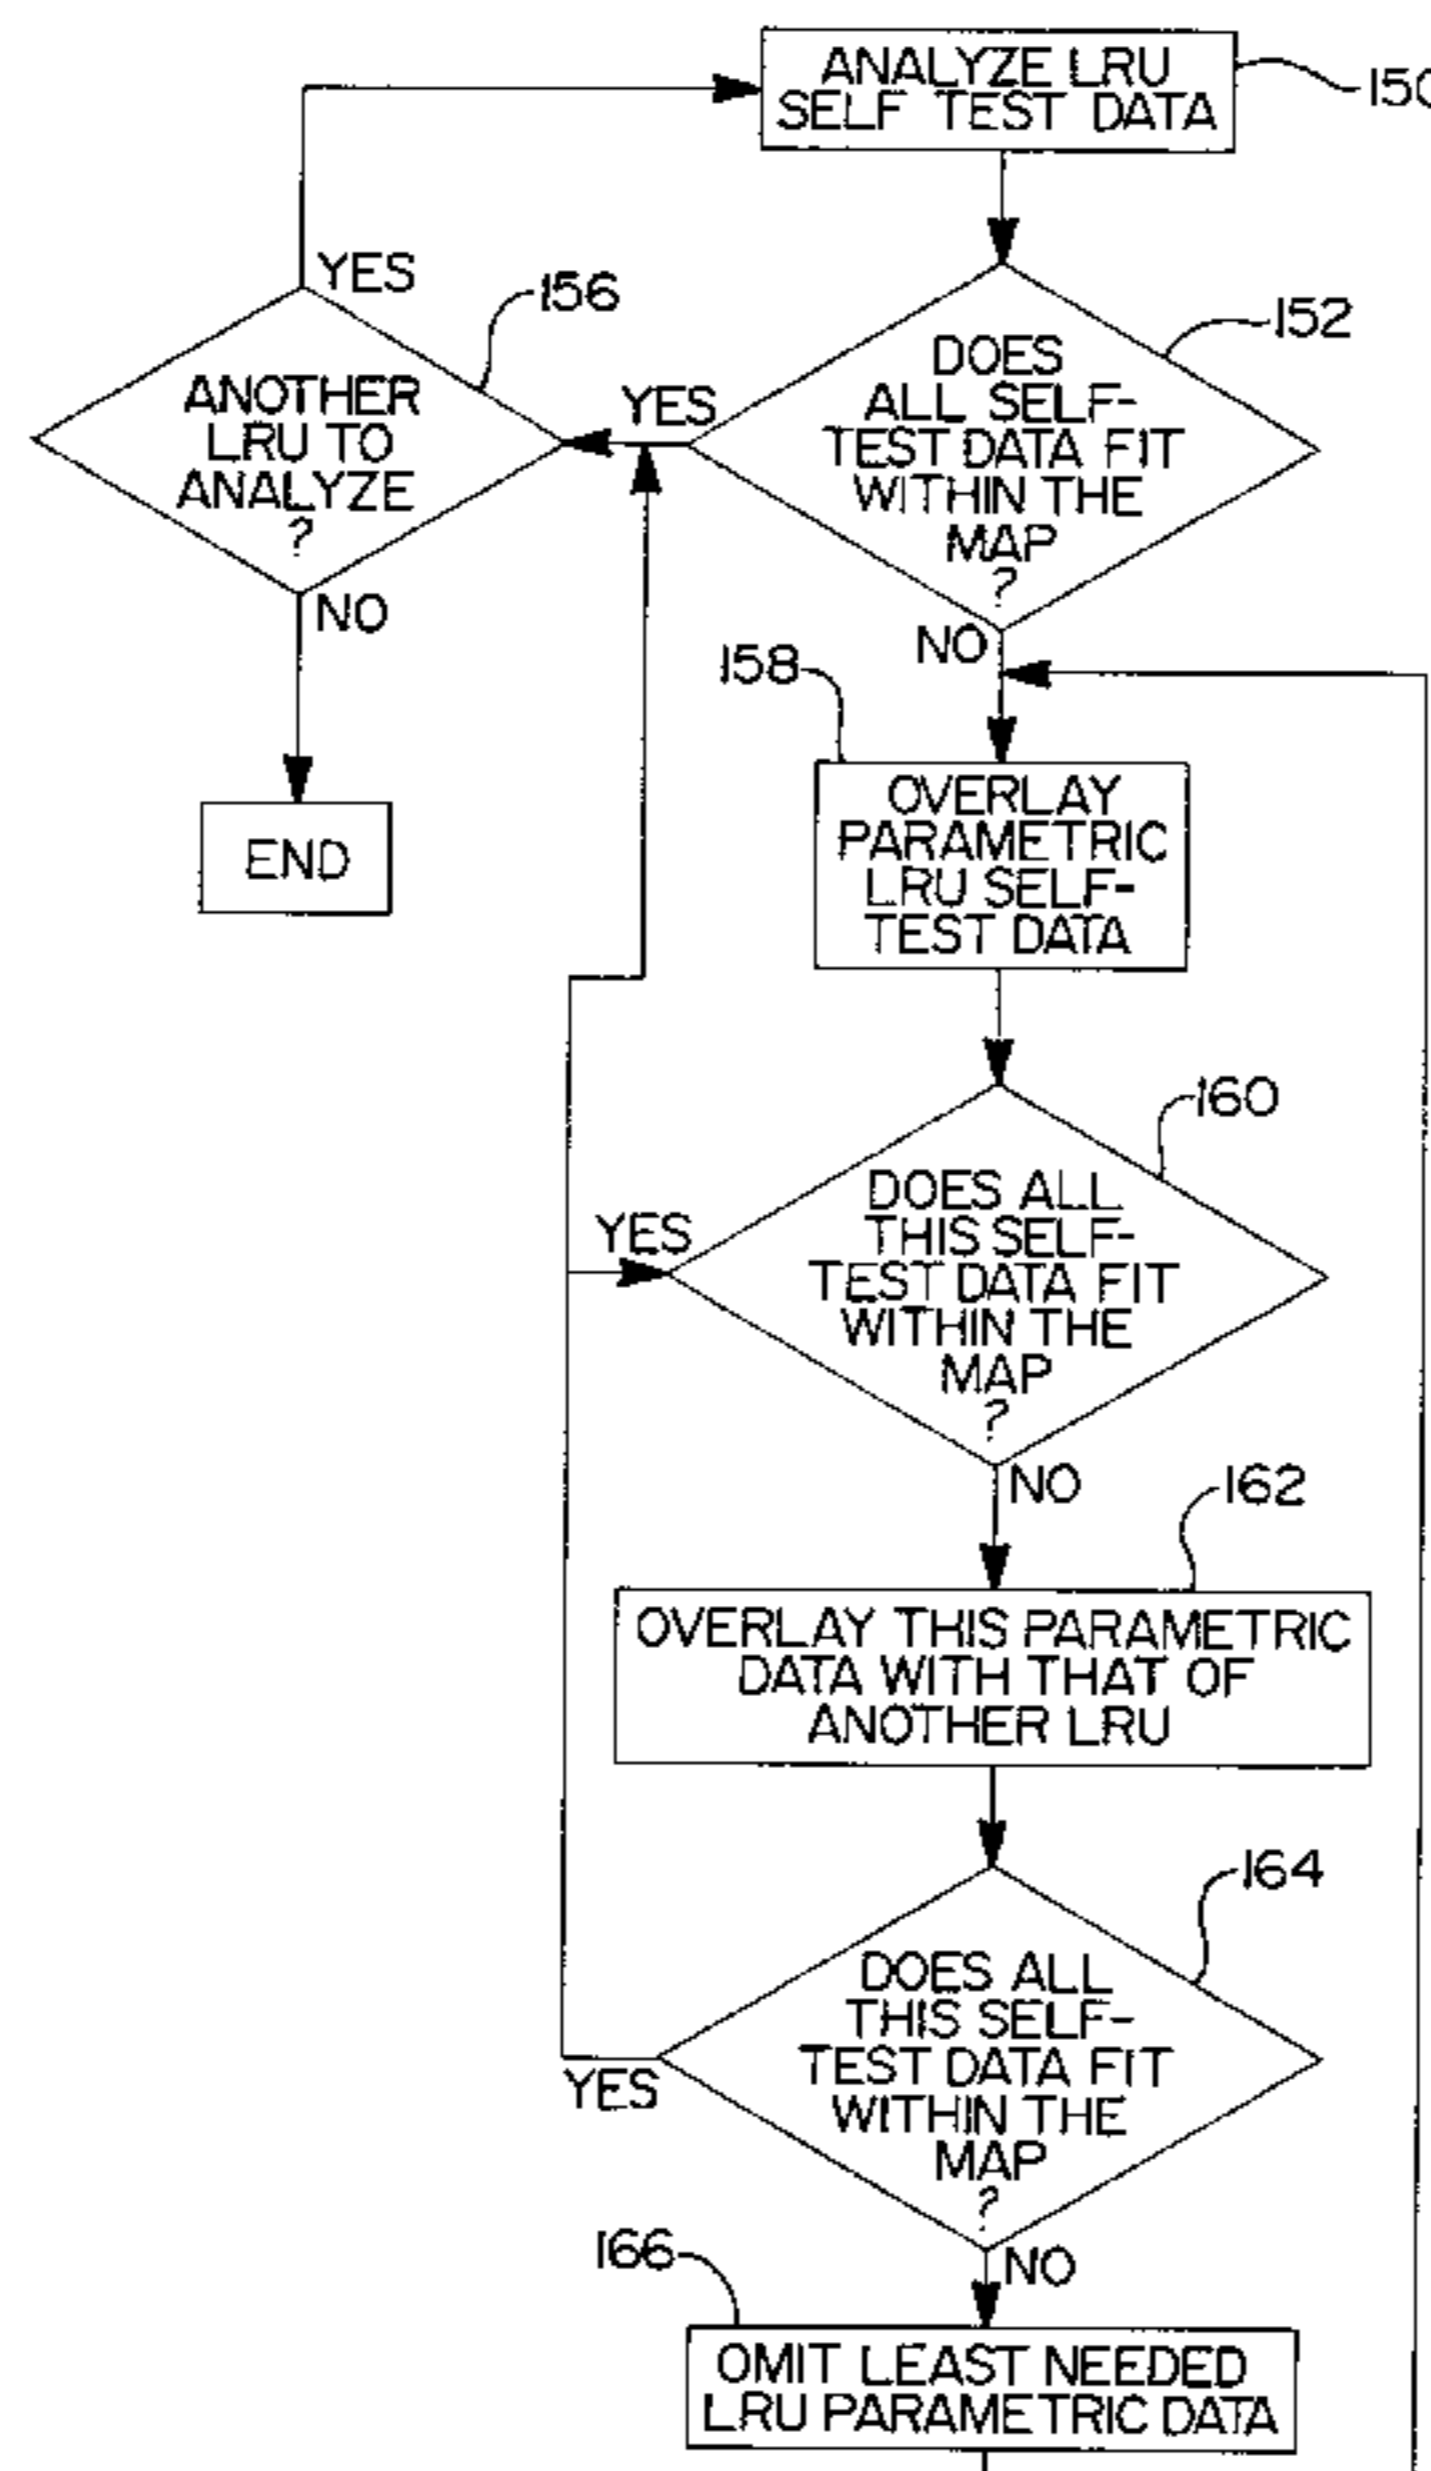 ANALYZE LRU
SELF TEST DATA
150
YES
156
ANOTHER
LRU TO
ANALYZE
?
NO
END
152
DOES
ALL SELF-
TEST DATA FIT
WITHIN THE
MAP
?
YES
NO
158
OVERLAY
PARAMETRIC
LRU SELF-
TEST DATA
160
DOES ALL
THIS SELF-
TEST DATA FIT
WITHIN THE
MAP
?
YES
NO
162
OVERLAY THIS PARAMETRIC
DATA WITH THAT OF
ANOTHER LRU
164
DOES ALL
THIS SELF-
TEST DATA FIT
WITHIN THE
MAP
?
YES
NO
166
OMIT LEAST NEEDED
LRU PARAMETRIC DATA